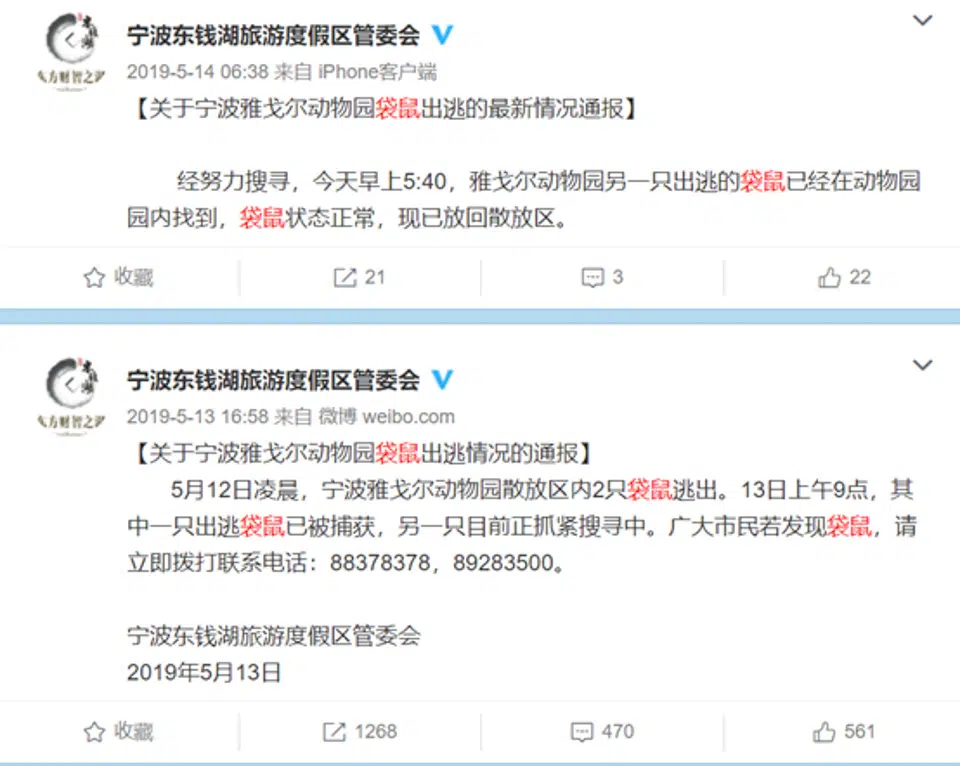 宁波东钱湖旅游度假区管委会
2019-5-14 06:38 来自 iPhone客户端
【关于宁波雅戈尔动物园袋鼠出逃的最新情况通报】
经努力搜寻，今天早上5:40，雅戈尔动物园另一只出逃的袋鼠已经在动物园
园内找到，袋鼠状态正常，现已放回散放区。
收藏 21 3 22
东方财智之湖
宁波东钱湖旅游度假区管委会
2019-5-13 16:58 来自 微博 weibo.com
【关于宁波雅戈尔动物园袋鼠出逃情况的通报】
5月12日凌晨，宁波雅戈尔动物园散放区内2只袋鼠逃出。13日上午9点，其
中一只出逃袋鼠已被捕获，另一只目前正抓紧搜寻中。广大市民若发现袋鼠，请
立即拨打联系电话：88378378，89283500。
宁波东钱湖旅游度假区管委会
2019年5月13日
收藏 1268 470 561